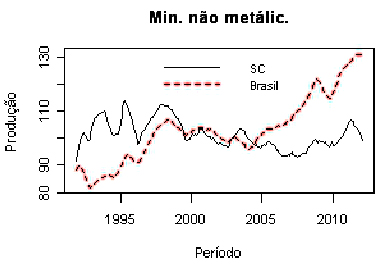 Min. não metálic.
SC
Brasil
Produção
130
110
90
80
1995
2000
2005
2010
Período